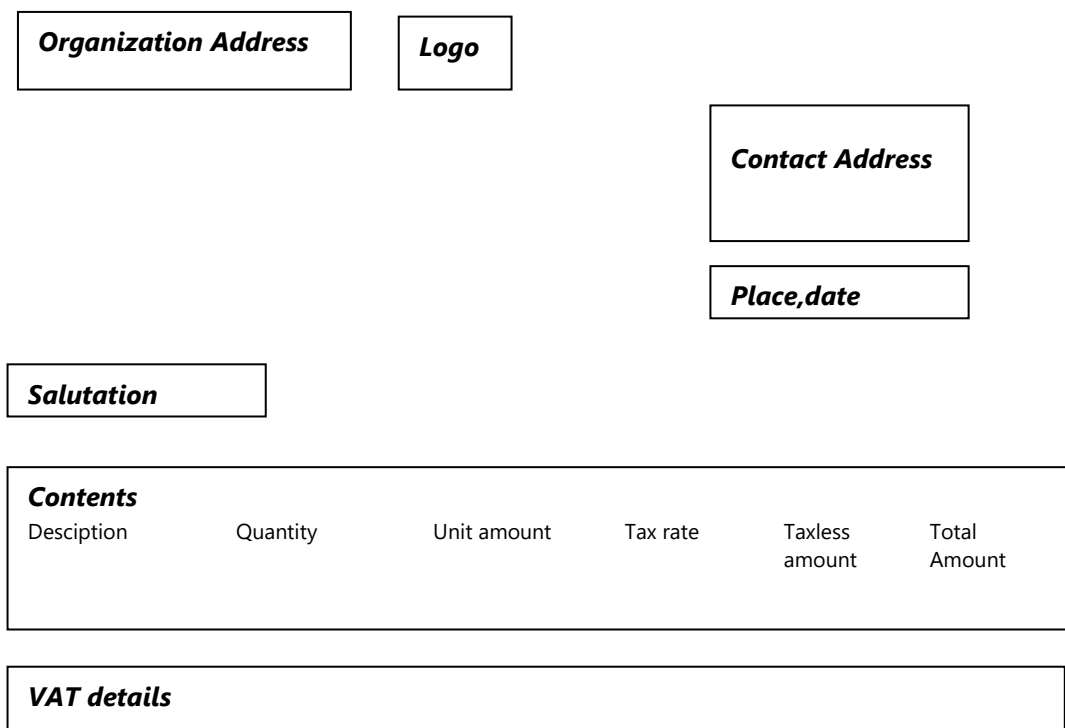 Organization Address
Logo
Contact Address
Place,date
Salutation
Contents
Desciption Quantity Unit amount Tax rate Taxless amount Total Amount
VAT details